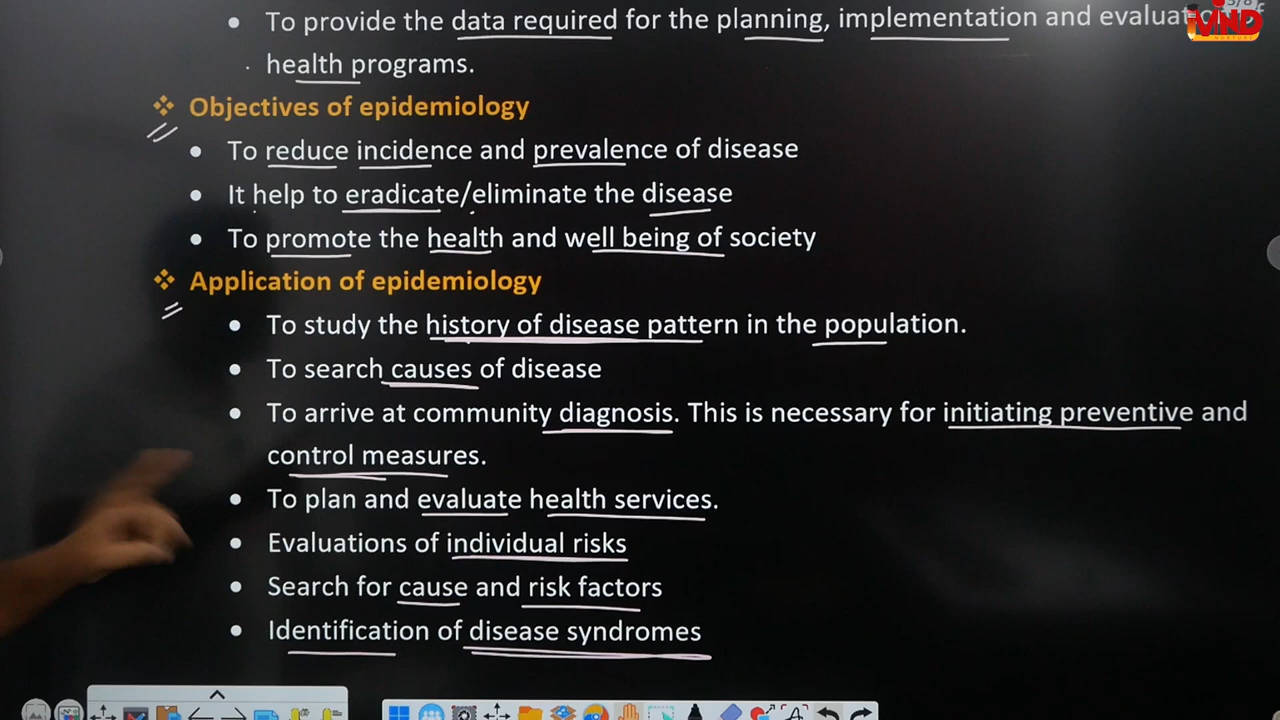 • To provide the data required for the planning, implementation and evaluation of
health programs.
❖ Objectives of epidemiology
• To reduce incidence and prevalence of disease
• It help to eradicate/eliminate the disease
• To promote the health and well being of society
❖ Application of epidemiology
• To study the history of disease pattern in the population.
• To search causes of disease
• To arrive at community diagnosis. This is necessary for initiating preventive and
control measures.
• To plan and evaluate health services.
• Evaluations of individual risks
• Search for cause and risk factors
• Identification of disease syndromes